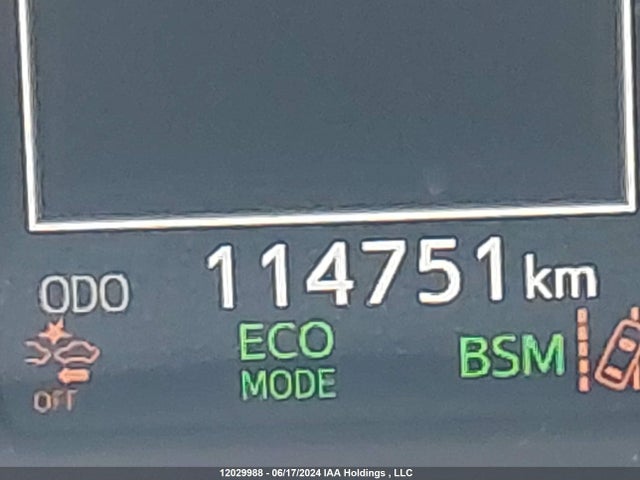 ODO 114751 km
ECO
MODE
BSM
OFF
12029988 - 06/17/2024 IAA Holdings , LLC